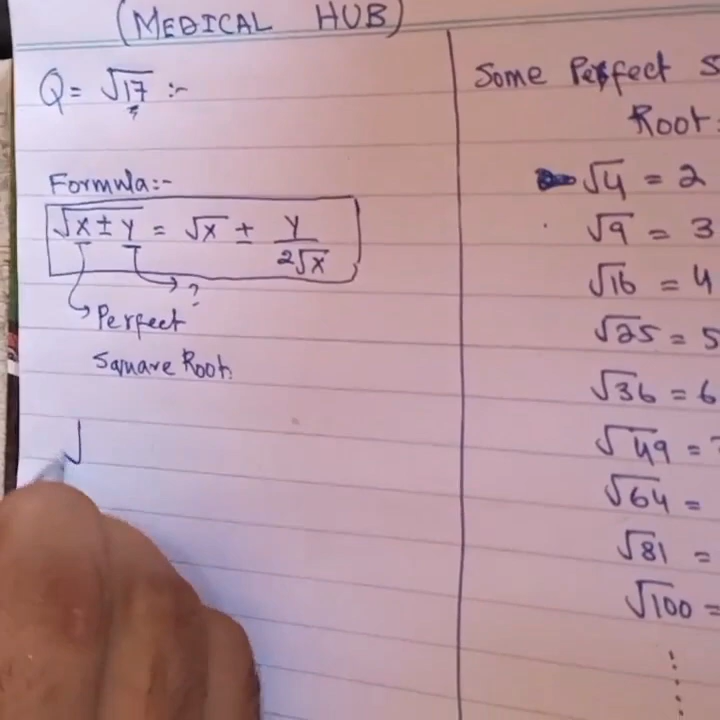 (MEDICAL HUB)
Q = √17 :-
Formula:-
√x ± y = √x ± y/2√x
?
Perfect
Square Root.
√
Some Perfect S
Root:
√4 = 2
√9 = 3
√16 = 4
√25 = 5
√36 = 6
√49 =
√64 =
√81 =
√100 =